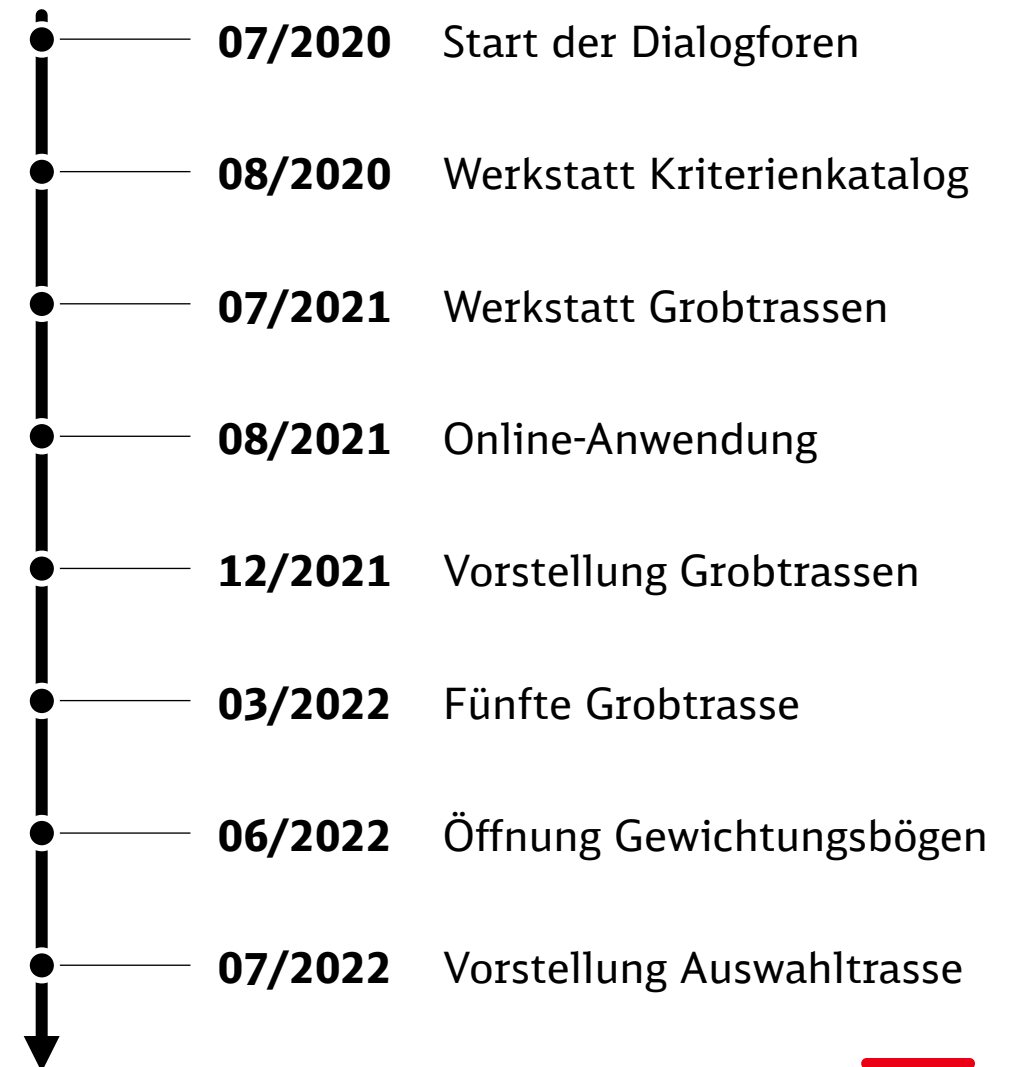 07/2020 Start der Dialogforen
08/2020 Werkstatt Kriterienkatalog
07/2021 Werkstatt Grobtrassen
08/2021 Online-Anwendung
12/2021 Vorstellung Grobtrassen
03/2022 Fünfte Grobtrasse
06/2022 Öffnung Gewichtungsbögen
07/2022 Vorstellung Auswahltrasse